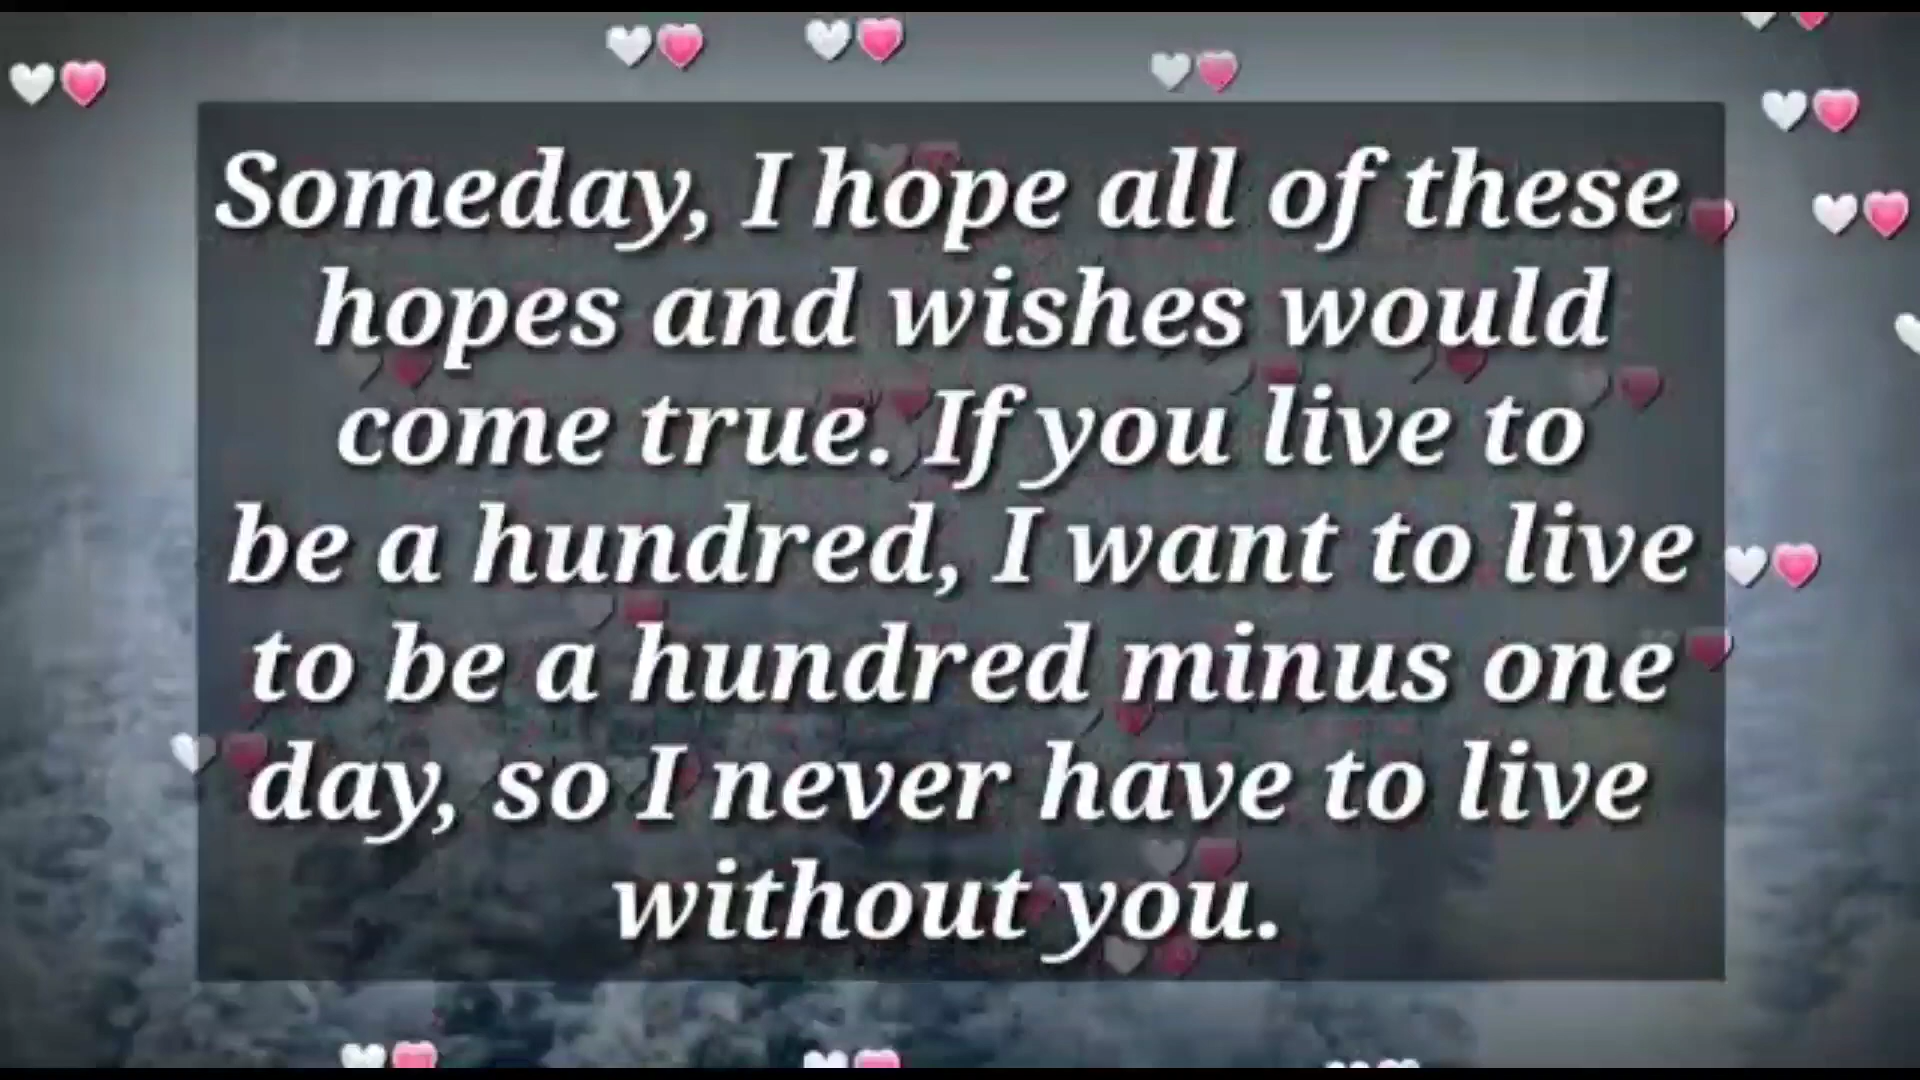 Someday, I hope all of these
hopes and wishes would
come true. If you live to
be a hundred, I want to live
to be a hundred minus one
day, so I never have to live
without you.